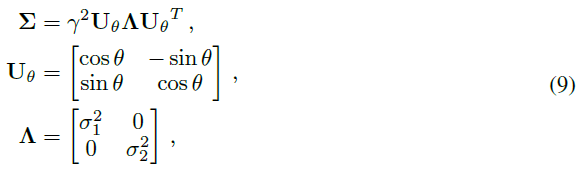 Σ = γ²U_θΛU_θ^T ,
U_θ = [cos θ  − sin θ; sin θ  cos θ] ,
(9)
Λ = [σ₁²  0; 0  σ₂²] ,